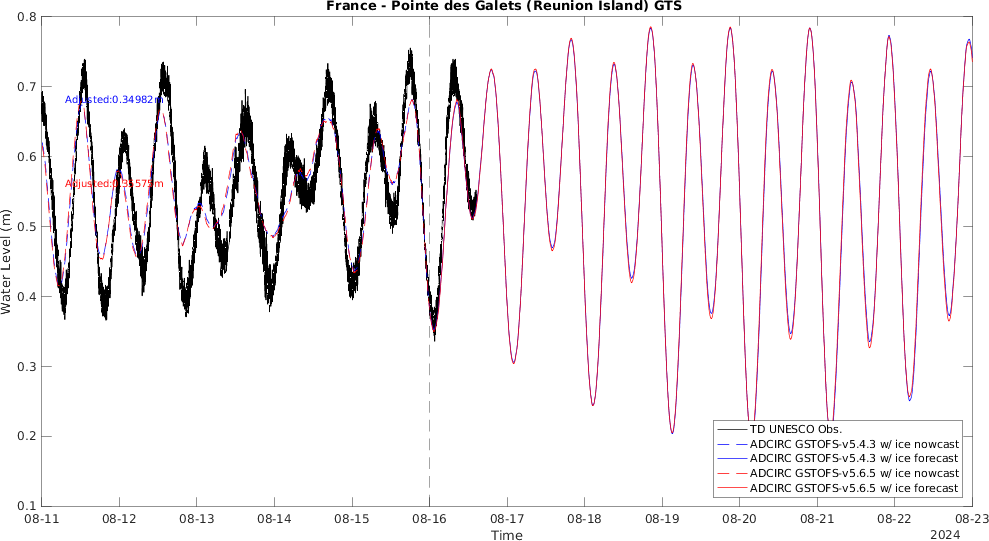 France - Pointe des Galets (Reunion Island) GTS
0.8
0.7
0.6
0.5
0.4
0.3
0.2
0.1
Water Level (m)
Adjusted:0.34982m
TD UNESCO Obs.
ADCIRC GSTOFS-v5.4.3 w/ ice nowcast
ADCIRC GSTOFS-v5.4.3 w/ ice forecast
ADCIRC GSTOFS-v5.6.5 w/ ice nowcast
ADCIRC GSTOFS-v5.6.5 w/ ice forecast
08-11 08-12 08-13 08-14 08-15 08-16 08-17 08-18 08-19 08-20 08-21 08-22 08-23
Time
2024